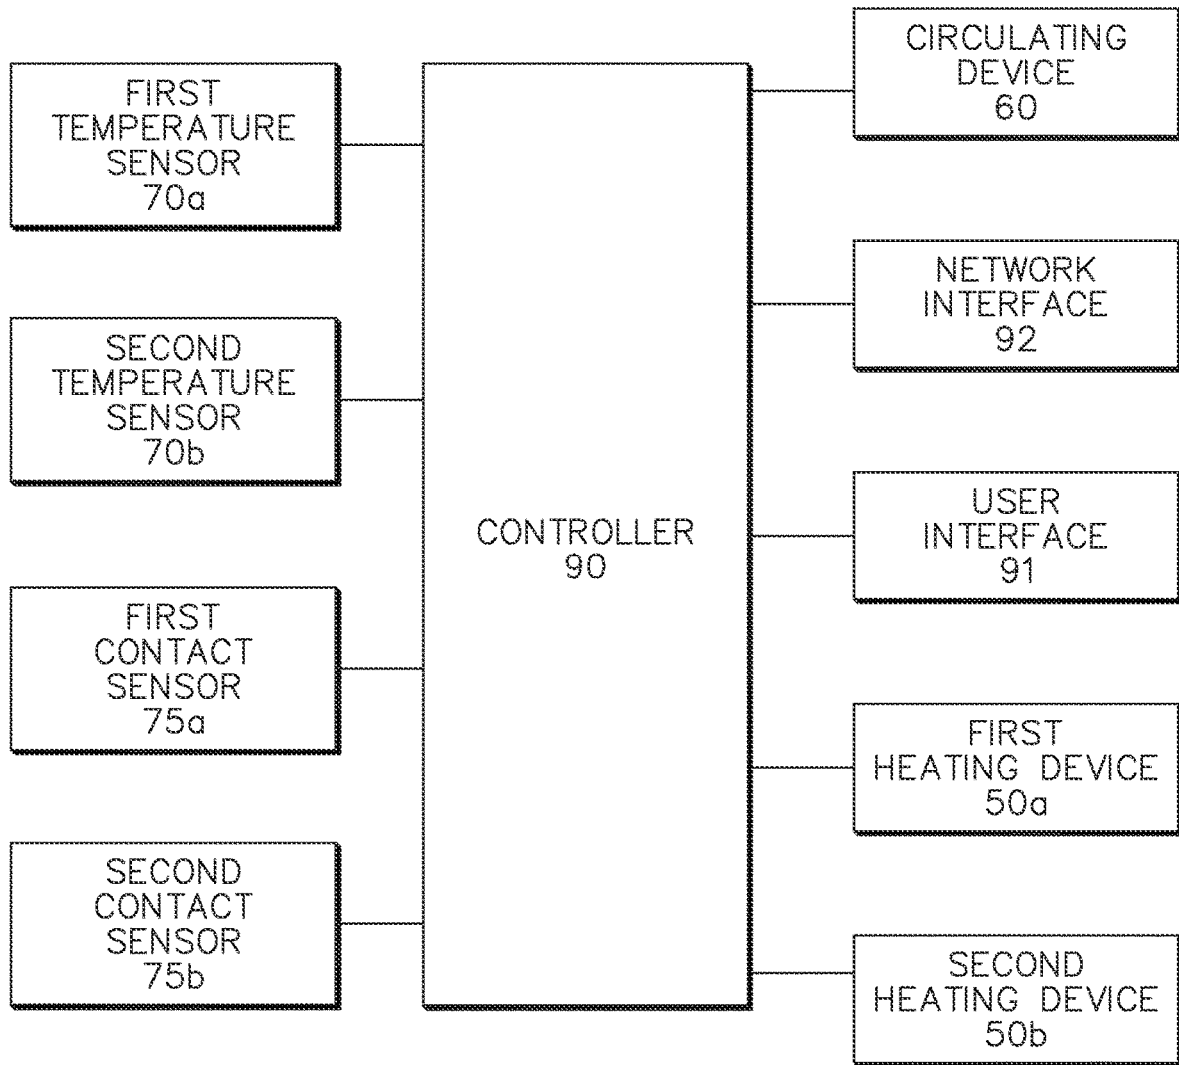 FIRST
TEMPERATURE
SENSOR
70a
SECOND
TEMPERATURE
SENSOR
70b
FIRST
CONTACT
SENSOR
75a
SECOND
CONTACT
SENSOR
75b
CONTROLLER
90
CIRCULATING
DEVICE
60
NETWORK
INTERFACE
92
USER
INTERFACE
91
FIRST
HEATING DEVICE
50a
SECOND
HEATING DEVICE
50b